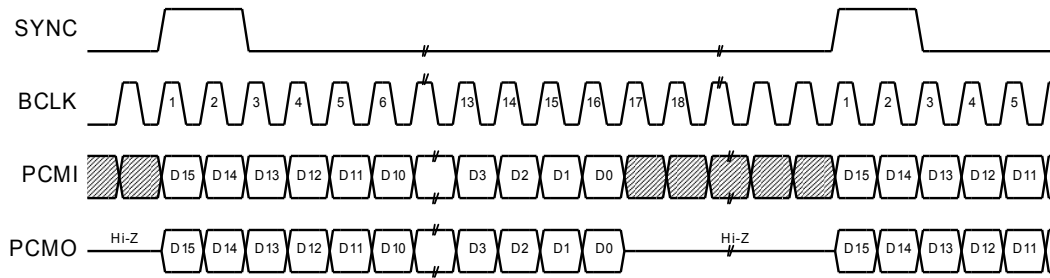 SYNC
BCLK 1 2 3 4 5 6 13 14 15 16 17 18 1 2 3 4 5
PCMI D15 D14 D13 D12 D11 D10 D3 D2 D1 D0 D15 D14 D13 D12 D11
PCMO Hi-Z D15 D14 D13 D12 D11 D10 D3 D2 D1 D0 Hi-Z D15 D14 D13 D12 D11